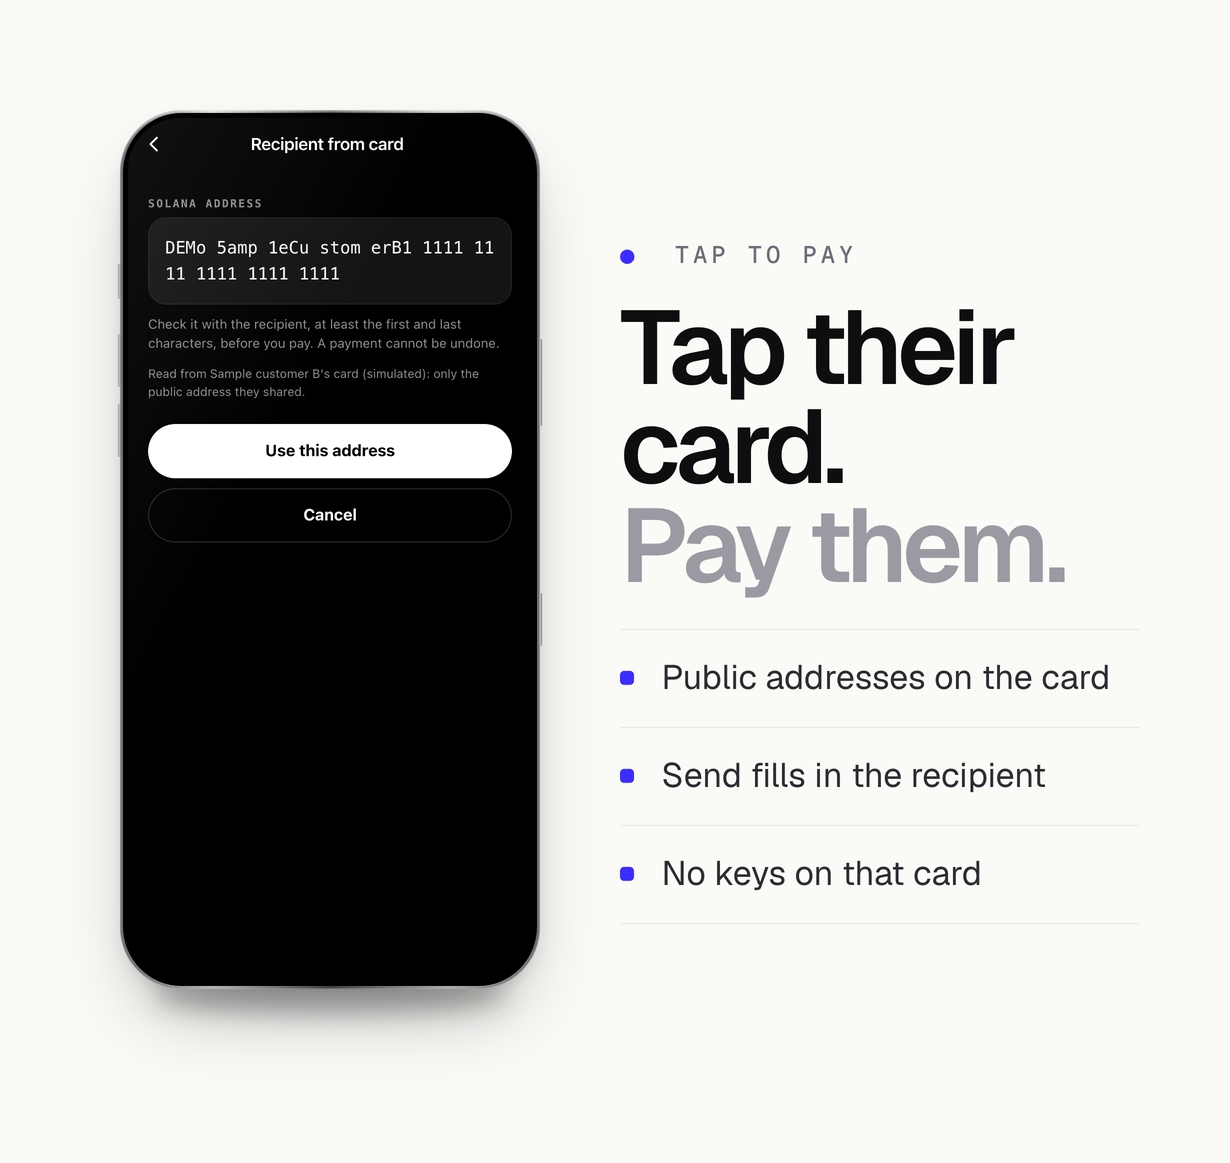 Recipient from card
SOLANA ADDRESS
DEMo 5amp 1eCu stom erB1 1111 11
11 1111 1111 1111
Check it with the recipient, at least the first and last
characters, before you pay. A payment cannot be undone.
Read from Sample customer B's card (simulated): only the
public address they shared.
Use this address
Cancel
TAP TO PAY
Tap their
card.
Pay them.
Public addresses on the card
Send fills in the recipient
No keys on that card